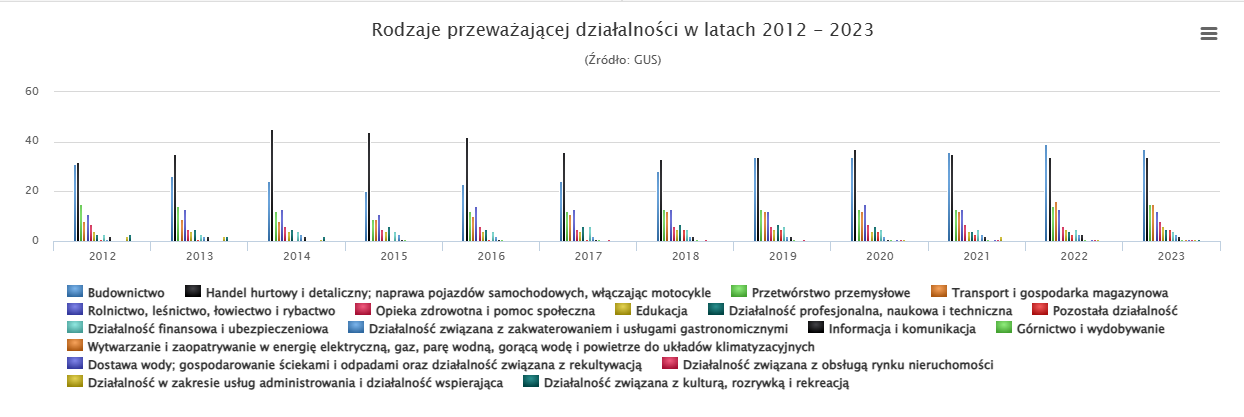 Rodzaje przeważającej działalności w latach 2012 – 2023
(Źródło: GUS)
60
40
20
0
2012 2013 2014 2015 2016 2017 2018 2019 2020 2021 2022 2023
Budownictwo Handel hurtowy i detaliczny; naprawa pojazdów samochodowych, włączając motocykle Przetwórstwo przemysłowe Transport i gospodarka magazynowa
Rolnictwo, leśnictwo, łowiectwo i rybactwo Opieka zdrowotna i pomoc społeczna Edukacja Działalność profesjonalna, naukowa i techniczna Pozostała działalność
Działalność finansowa i ubezpieczeniowa Działalność związana z zakwaterowaniem i usługami gastronomicznymi Informacja i komunikacja Górnictwo i wydobywanie
Wytwarzanie i zaopatrywanie w energię elektryczną, gaz, parę wodną, gorącą wodę i powietrze do układów klimatyzacyjnych
Dostawa wody; gospodarowanie ściekami i odpadami oraz działalność związana z rekultywacją Działalność związana z obsługą rynku nieruchomości
Działalność w zakresie usług administrowania i działalność wspierająca Działalność związana z kulturą, rozrywką i rekreacją